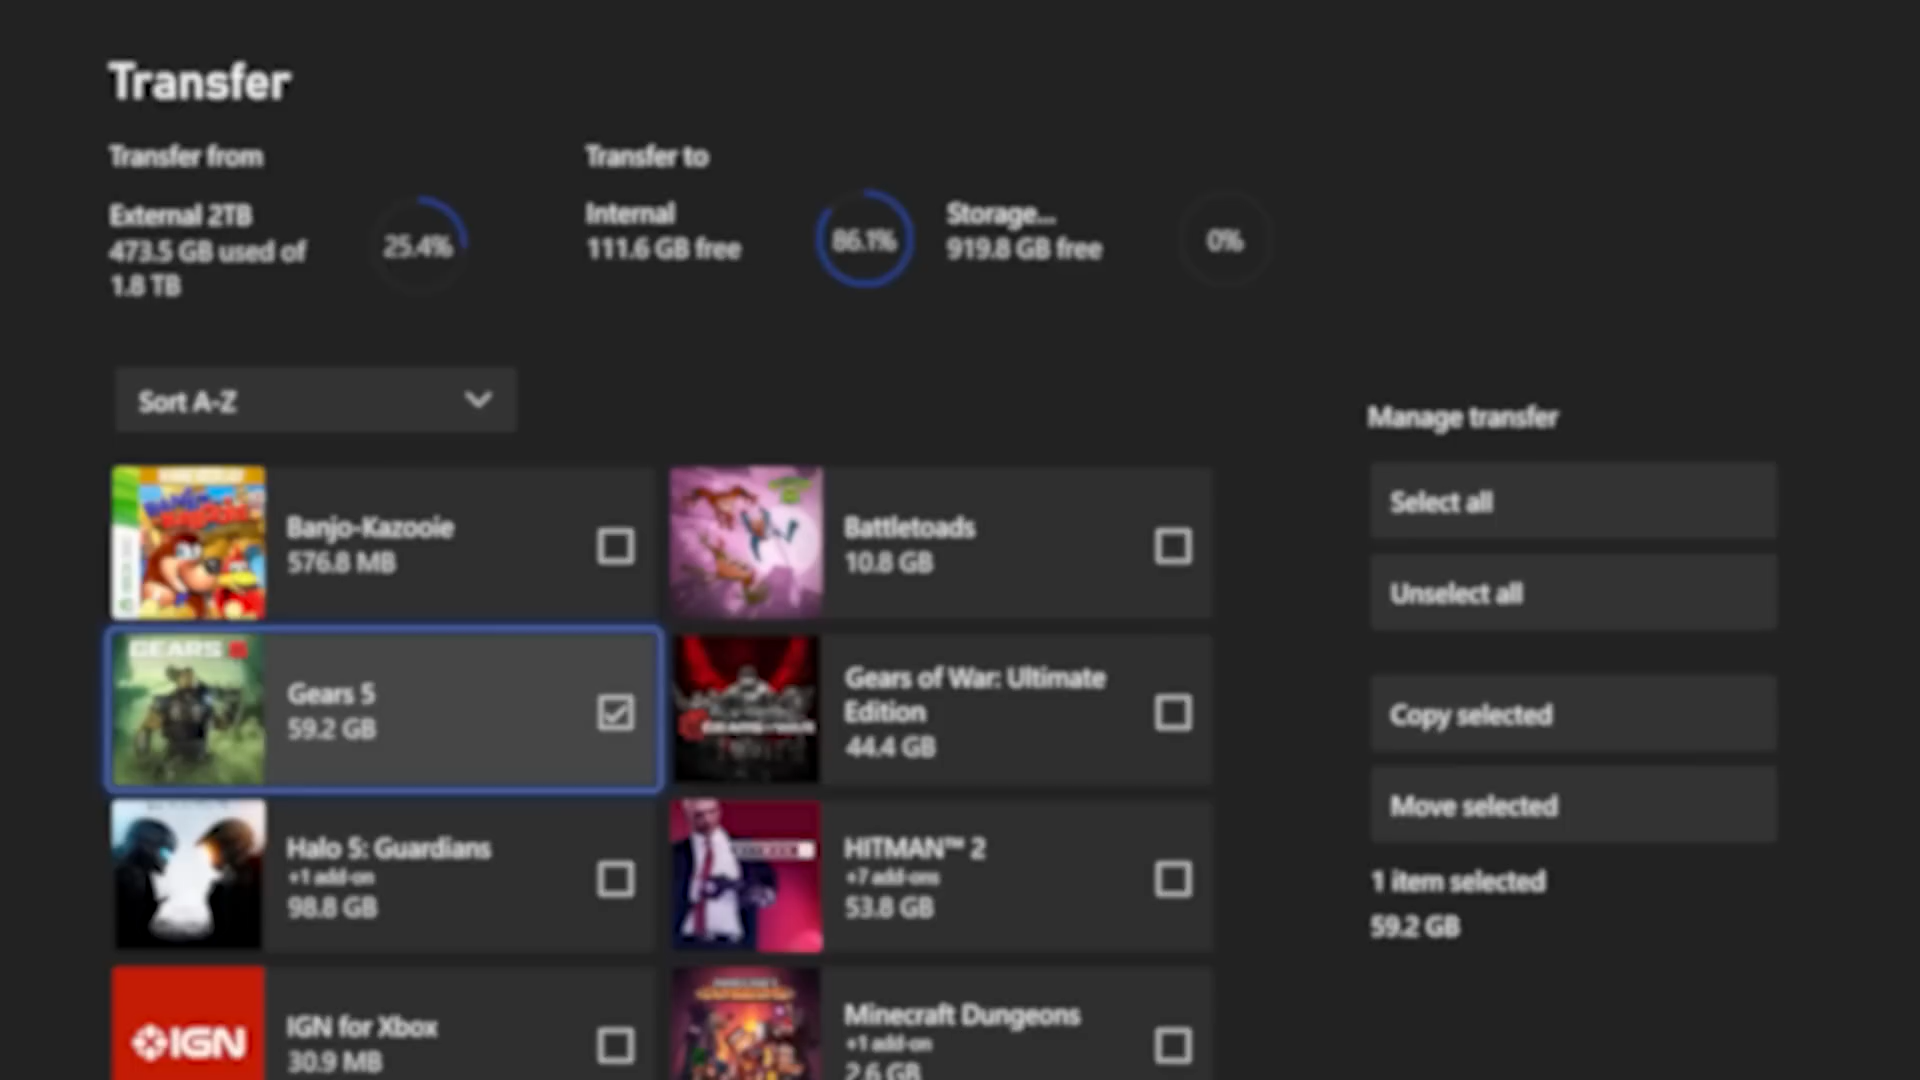 Transfer
Transfer from
External 2TB
473.5 GB used of
1.8 TB
25.4%
Transfer to
Internal
111.6 GB free
86.1%
Storage...
919.8 GB free
0%
Sort A-Z
Banjo-Kazooie
576.8 MB
Battletoads
10.8 GB
GEARS 5
Gears 5
59.2 GB
Gears of War: Ultimate
Edition
44.4 GB
Halo 5: Guardians
+1 add-on
98.8 GB
HITMAN™ 2
+7 add-ons
53.8 GB
IGN
IGN for Xbox
30.9 MB
Minecraft Dungeons
+1 add-on
2.6 GB
Manage transfer
Select all
Unselect all
Copy selected
Move selected
1 item selected
59.2 GB